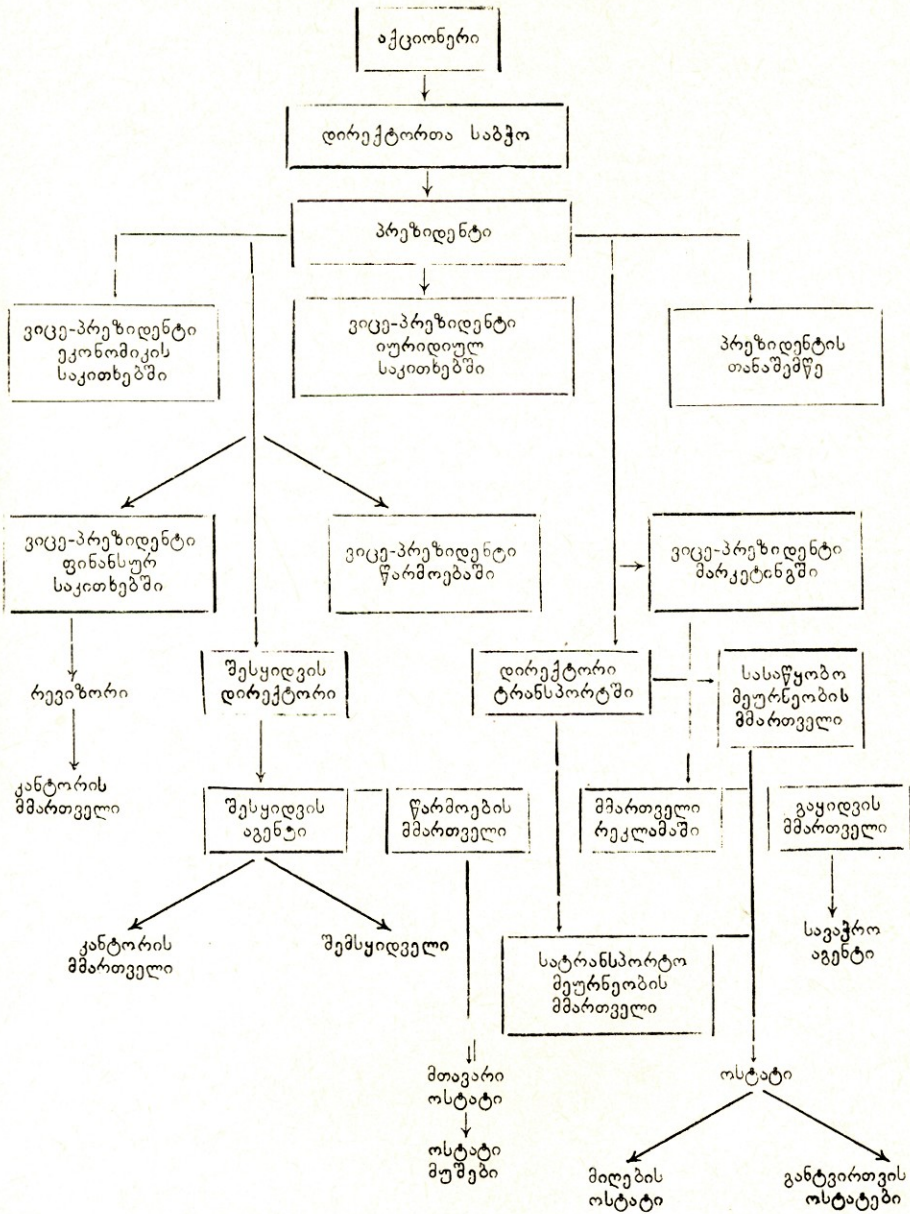 აქციონერი
დირექტორთა საბჭო
პრეზიდენტი
ვიცე-პრეზიდენტი
ეკონომიკის
საკითხებში
ვიცე-პრეზიდენტი
იურიდიულ
საკითხებში
პრეზიდენტის
თანაშემწე
ვიცე-პრეზიდენტი
ფინანსურ
საკითხებში
ვიცე-პრეზიდენტი
წარმოებაში
ვიცე-პრეზიდენტი
მარკეტინგში
რევიზორი
შესყიდვის
დირექტორი
დირექტორი
ტრანსპორტში
სასაწყობო
მეურნეობის
მმართველი
კანტორის
მმართველი
შესყიდვის
აგენტი
წარმოების
მმართველი
მმართველი
რეკლამაში
გაყიდვის
მმართველი
კანტორის
მმართველი
შემსყიდველი
სატრანსპორტო
მეურნეობის
მმართველი
სავაჭრო
აგენტი
მთავარი
ოსტატი
ოსტატი
ოსტატი
მუშები
მიღების
ოსტატი
განტვირთვის
ოსტატები